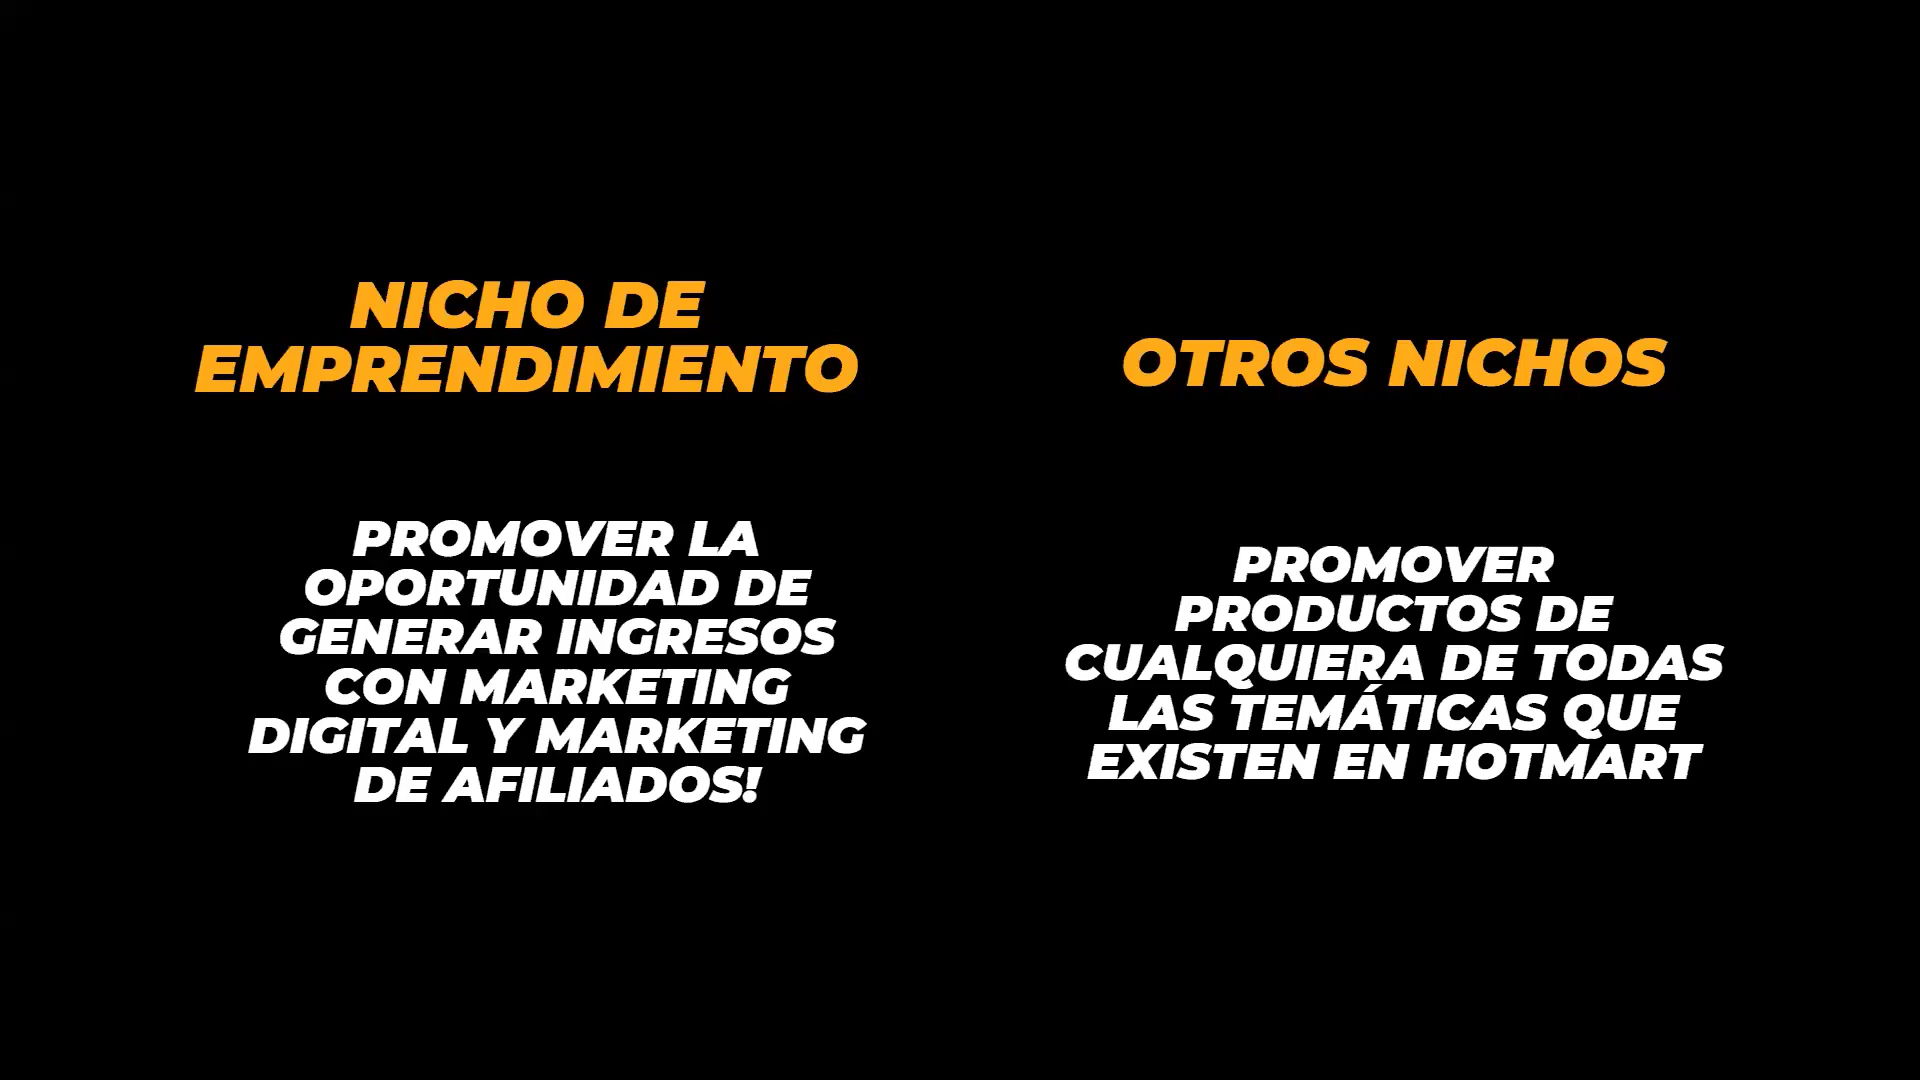 NICHO DE
EMPRENDIMIENTO
PROMOVER LA
OPORTUNIDAD DE
GENERAR INGRESOS
CON MARKETING
DIGITAL Y MARKETING
DE AFILIADOS!
OTROS NICHOS
PROMOVER
PRODUCTOS DE
CUALQUIERA DE TODAS
LAS TEMÁTICAS QUE
EXISTEN EN HOTMART